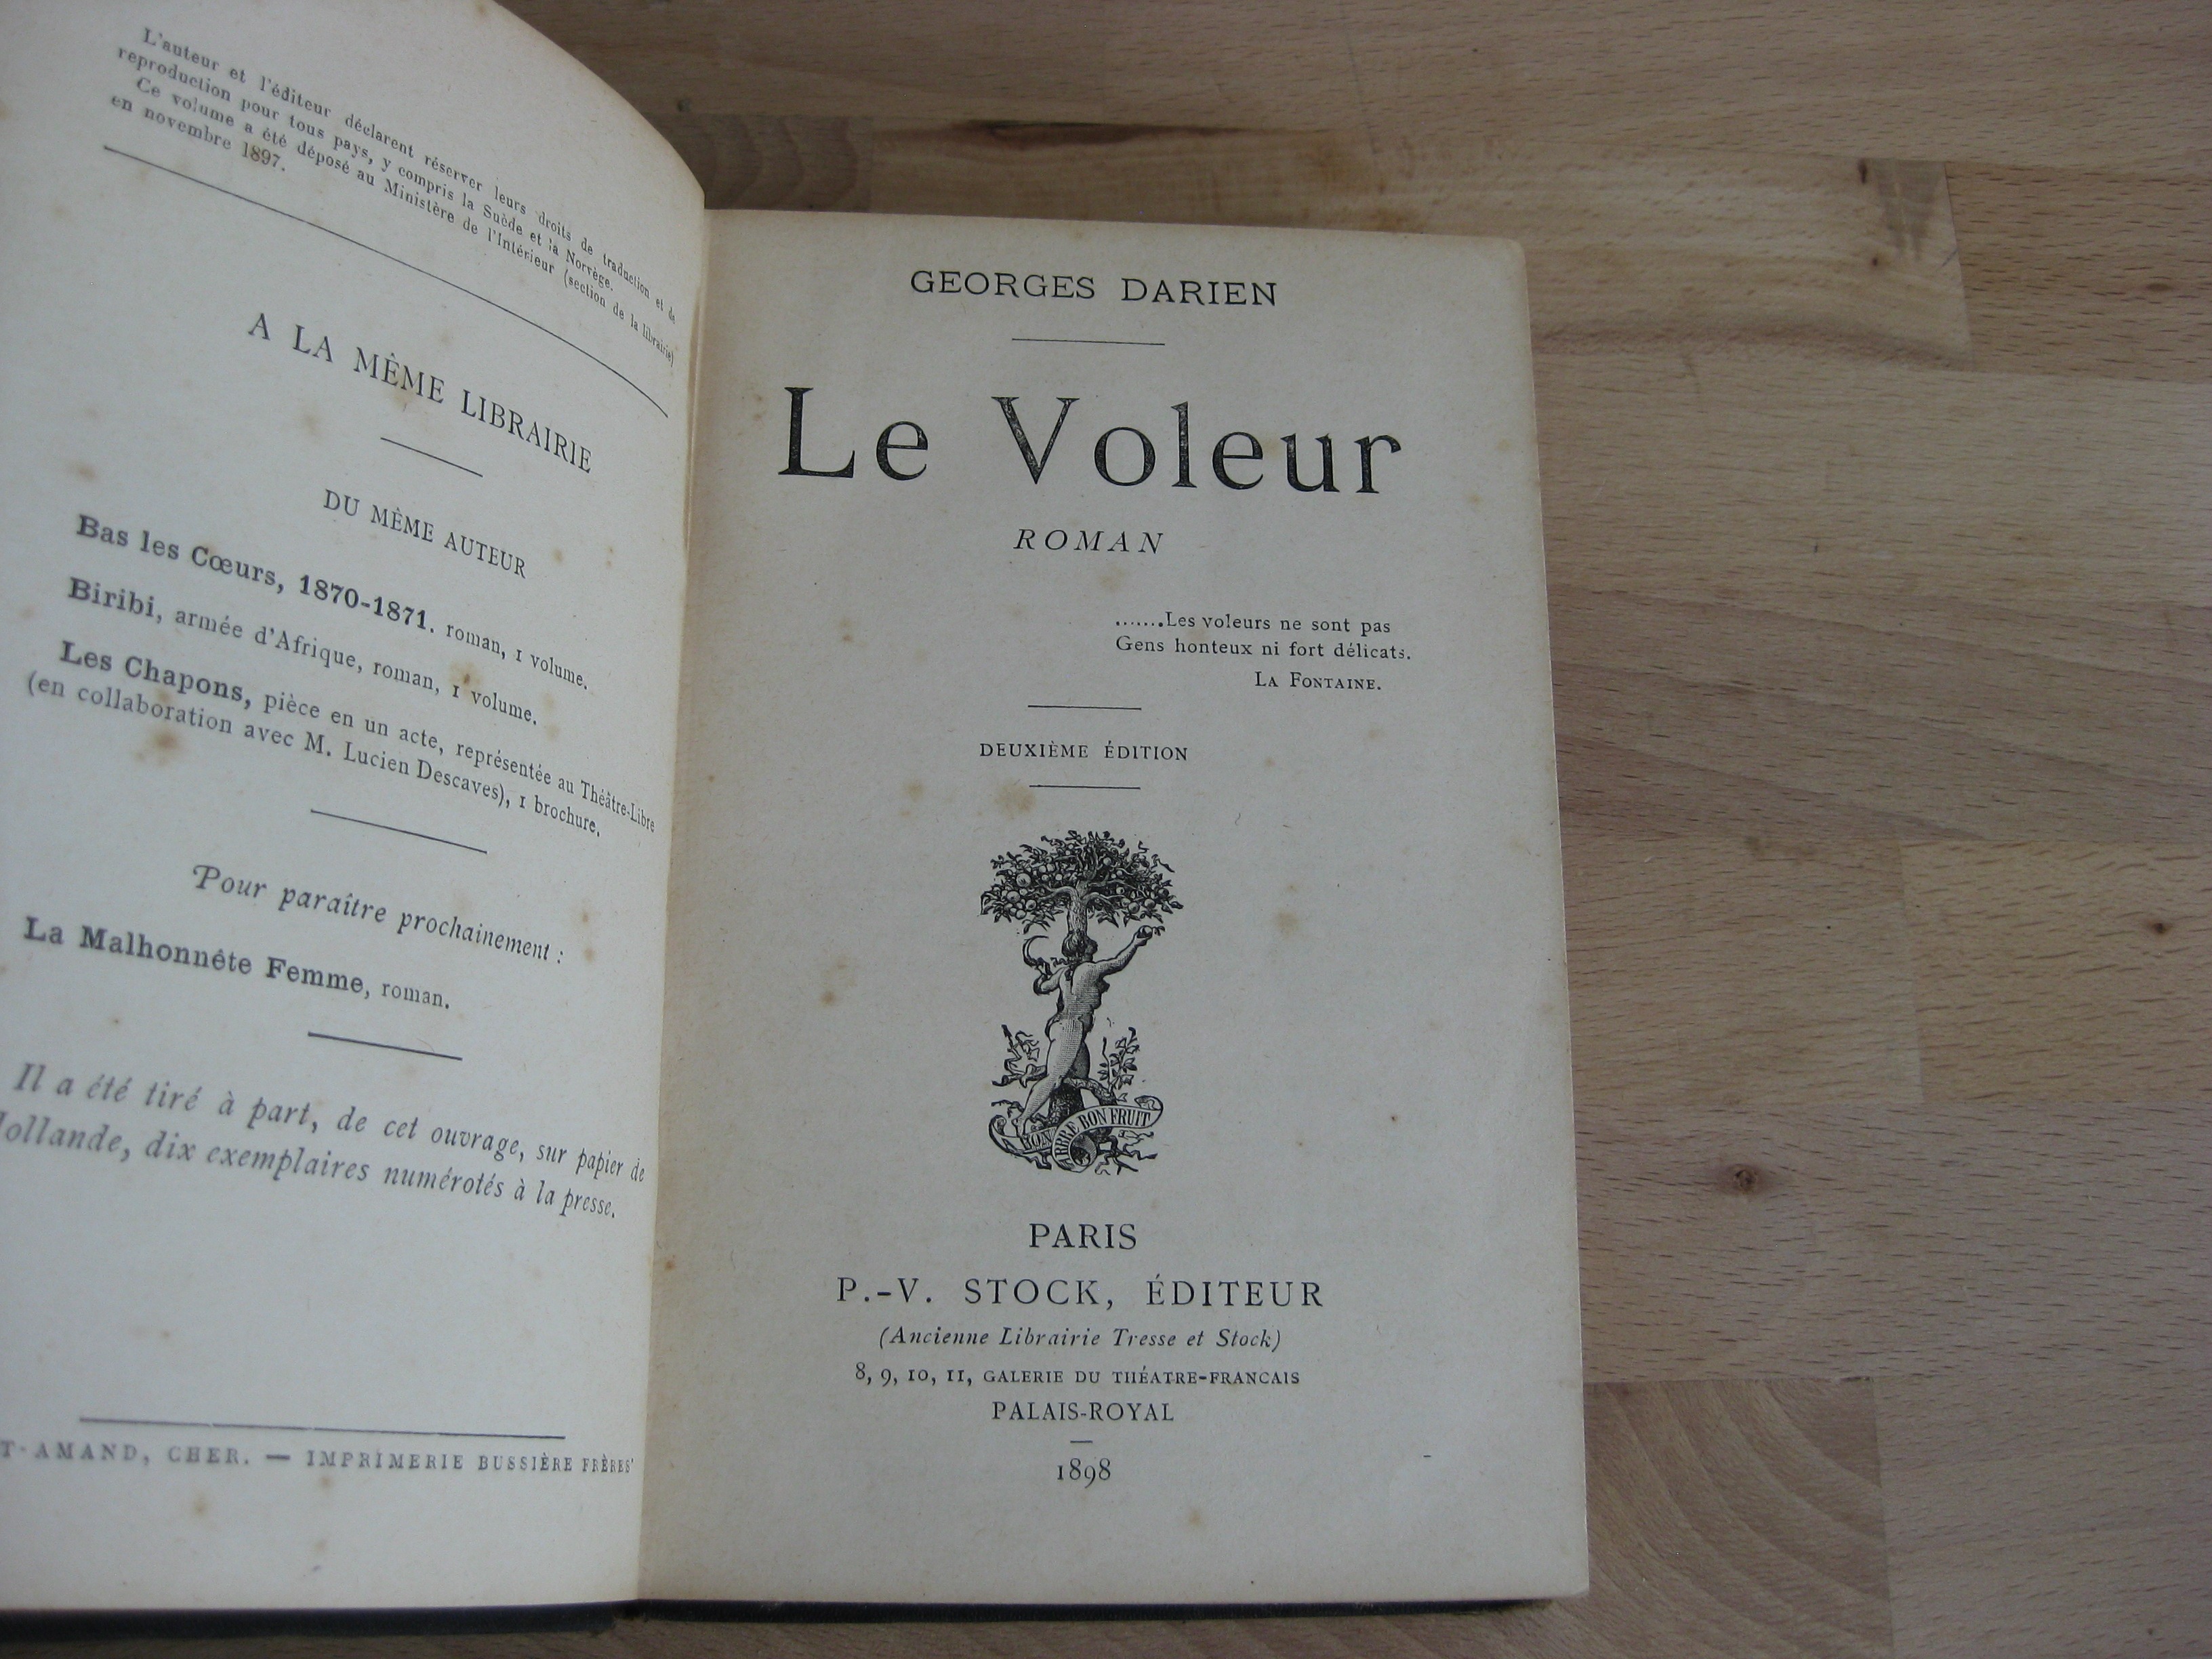 L'auteur et l'éditeur déclarent réserver leurs droits de traduction et de
reproduction pour tous pays, y compris la Suède et la Norvège.
Ce volume a été déposé au Ministère de l'Intérieur (section de la librairie)
en novembre 1897.
A LA MÊME LIBRAIRIE
DU MÊME AUTEUR
Bas les Cœurs, 1870-1871. roman, 1 volume.
Biribi, armée d'Afrique, roman, 1 volume.
Les Chapons, pièce en un acte, représentée au Théâtre-Libre
(en collaboration avec M. Lucien Descaves), 1 brochure.
Pour paraître prochainement :
La Malhonnête Femme, roman.
Il a été tiré à part, de cet ouvrage, sur papier de
Hollande, dix exemplaires numérotés à la presse.
T-AMAND, CHER. — IMPRIMERIE BUSSIÈRE FRÈRES
GEORGES DARIEN
Le Voleur
ROMAN
.......Les voleurs ne sont pas
Gens honteux ni fort délicats.
LA FONTAINE.
DEUXIÈME ÉDITION
A BON ARBRE BON FRUIT
PARIS
P.-V. STOCK, ÉDITEUR
(Ancienne Librairie Tresse et Stock)
8, 9, 10, 11, GALERIE DU THÉATRE-FRANCAIS
PALAIS-ROYAL
1898